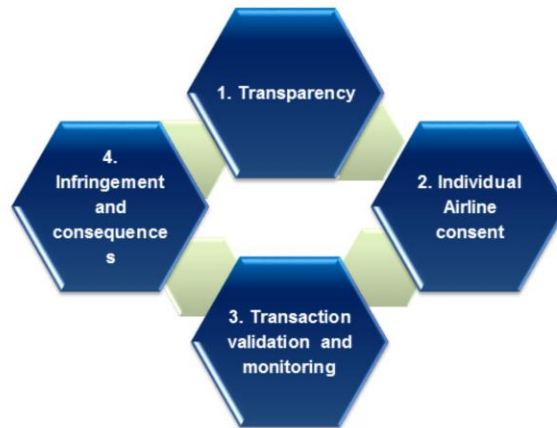 1. Transparency
2. Individual
Airline
consent
3. Transaction
validation and
monitoring
4.
Infringement
and
consequence
s